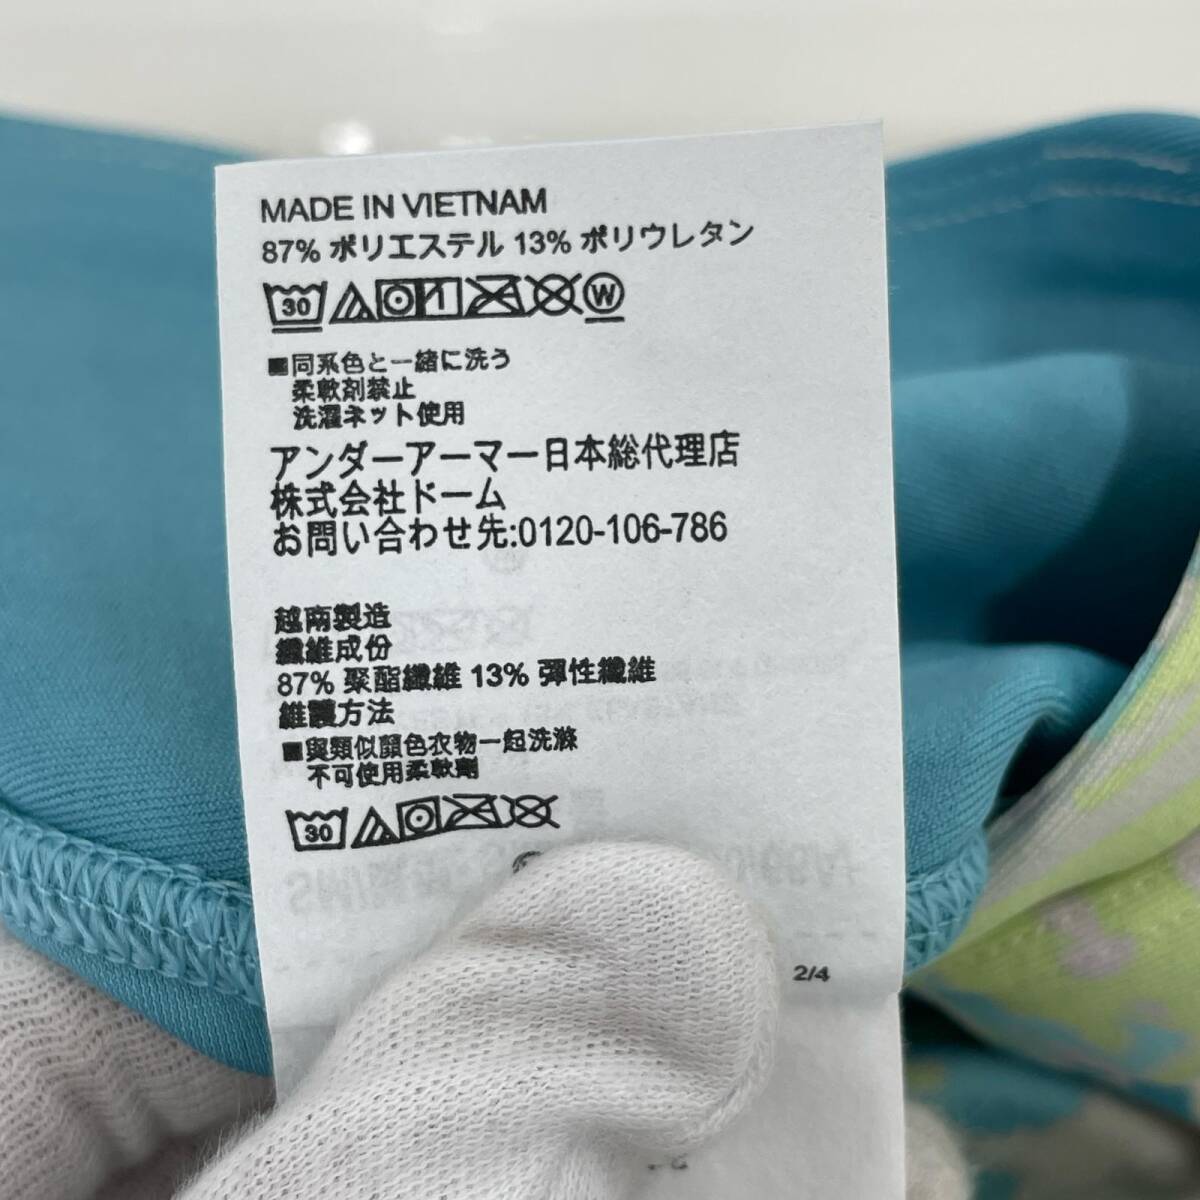 MADE IN VIETNAM
87% ポリエステル 13% ポリウレタン
30 W
■同系色と一緒に洗う
柔軟剤禁止
洗濯ネット使用
アンダーアーマー日本総代理店
株式会社ドーム
お問い合わせ先:0120-106-786
越南製造
纖維成份
87% 聚酯纖維 13% 彈性纖維
維護方法
■與類似顏色衣物一起洗滌
不可使用柔軟劑
30
2/4